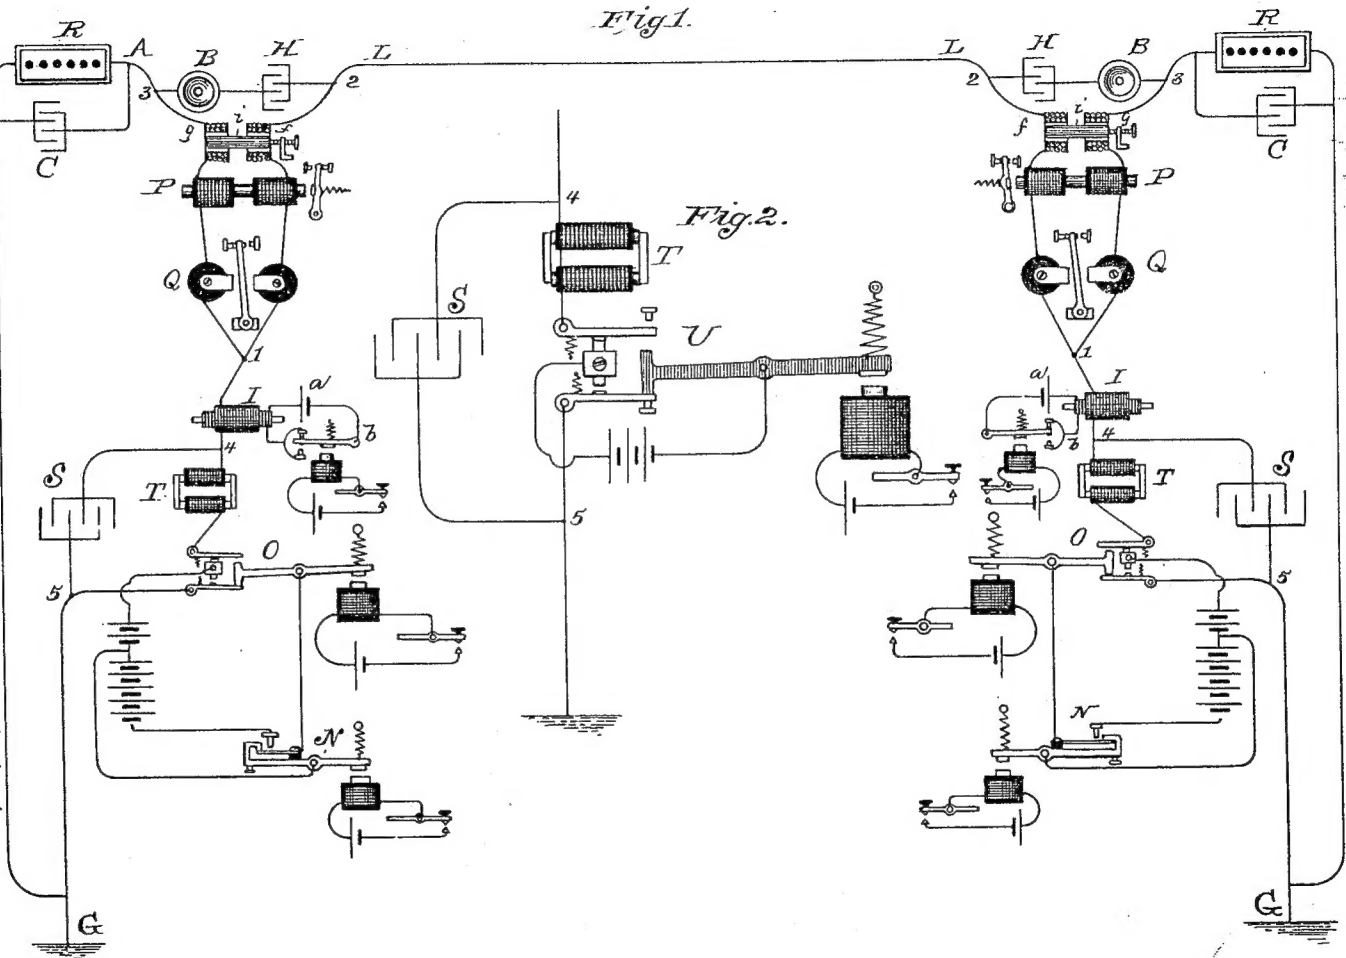 Fig 1.
R A B H L L H B R
3 2 2 3
C g i f f i g C
P P
4
Fig. 2.
Q T Q
S U
1 1
I a a I
b b
4 4
S T T S
O O
5 5 5
N N
G G